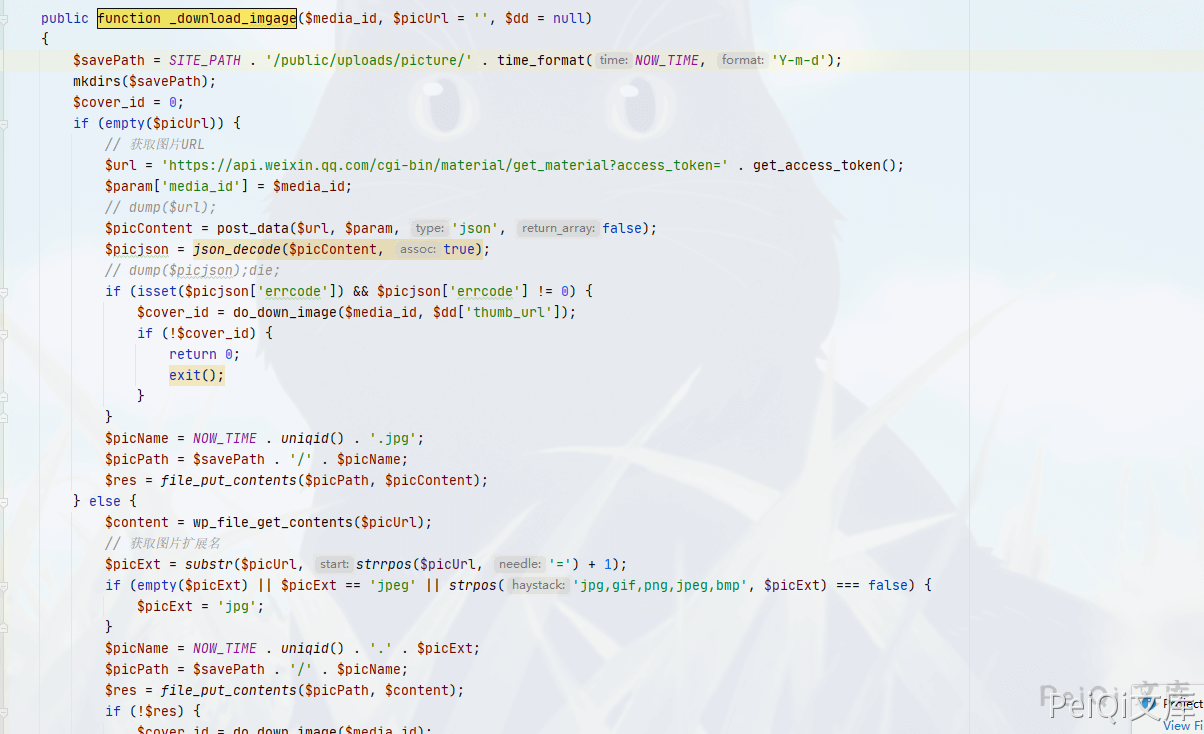 public function _download_imgage($media_id, $picUrl = '', $dd = null)
{
$savePath = SITE_PATH . '/public/uploads/picture/' . time_format( time: NOW_TIME, format: 'Y-m-d');
mkdirs($savePath);
$cover_id = 0;
if (empty($picUrl)) {
// 获取图片URL
$url = 'https://api.weixin.qq.com/cgi-bin/material/get_material?access_token=' . get_access_token();
$param['media_id'] = $media_id;
// dump($url);
$picContent = post_data($url, $param, type: 'json', return_array: false);
$picjson = json_decode($picContent, assoc: true);
// dump($picjson);die;
if (isset($picjson['errcode']) && $picjson['errcode'] != 0) {
$cover_id = do_down_image($media_id, $dd['thumb_url']);
if (!$cover_id) {
return 0;
exit();
}
}
$picName = NOW_TIME . uniqid() . '.jpg';
$picPath = $savePath . '/' . $picName;
$res = file_put_contents($picPath, $picContent);
} else {
$content = wp_file_get_contents($picUrl);
// 获取图片扩展名
$picExt = substr($picUrl, start: strrpos($picUrl, needle: '=') + 1);
if (empty($picExt) || $picExt == 'jpeg' || strpos( haystack: 'jpg,gif,png,jpeg,bmp', $picExt) === false) {
$picExt = 'jpg';
}
$picName = NOW_TIME . uniqid() . '.' . $picExt;
$picPath = $savePath . '/' . $picName;
$res = file_put_contents($picPath, $content);
if (!$res) {
$cover_id = do_down_image($media_id);
PeiQi 文库
PeiQi文库
Project
View Fi